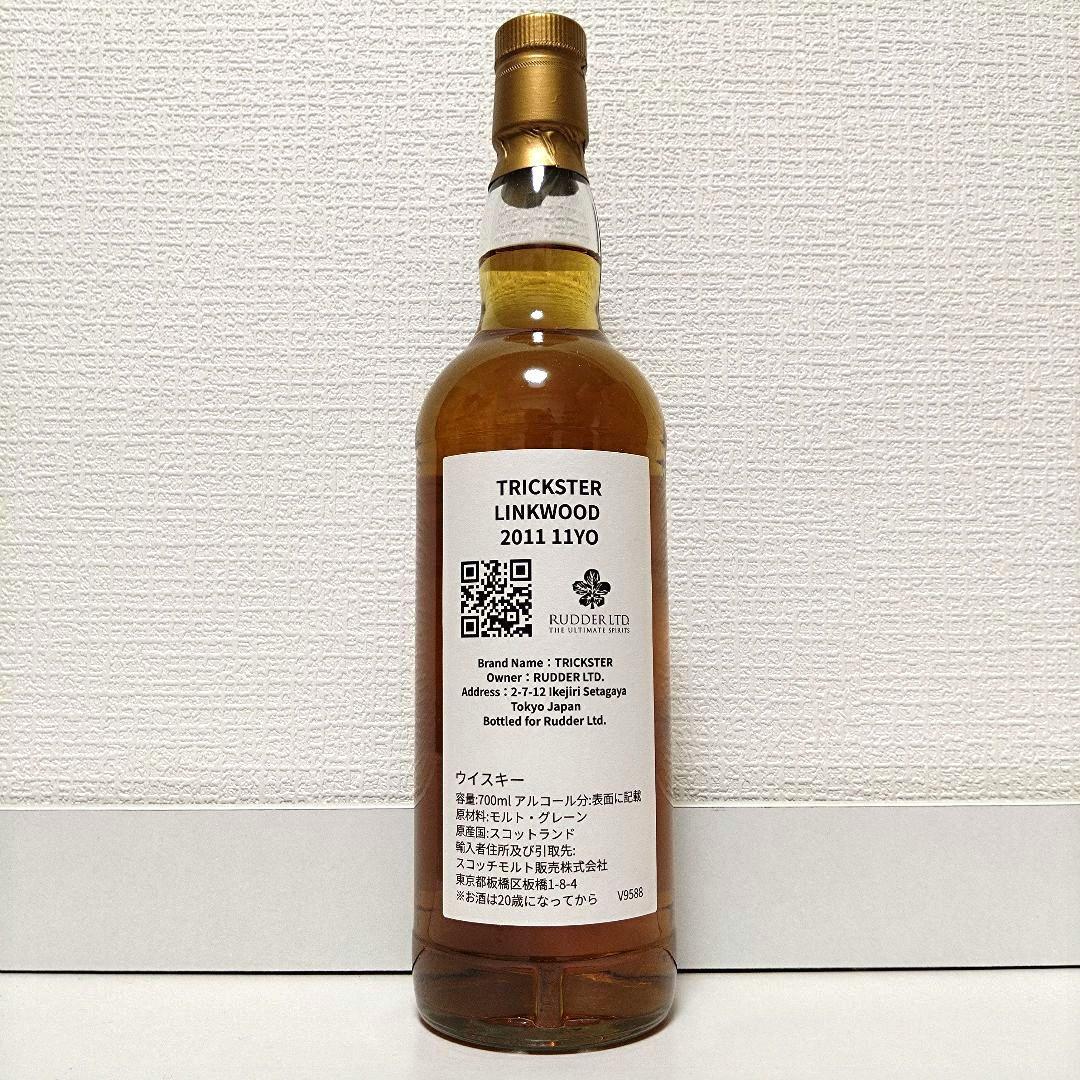 TRICKSTER
LINKWOOD
2011 11YO
RUDDER LTD.
THE ULTIMATE SPIRITS
Brand Name：TRICKSTER
Owner：RUDDER LTD.
Address：2-7-12 Ikejiri Setagaya
Tokyo Japan
Bottled for Rudder Ltd.
ウイスキー
容量:700ml アルコール分:表面に記載
原材料:モルト・グレーン
原産国:スコットランド
輸入者住所及び引取先:
スコッチモルト販売株式会社
東京都板橋区板橋1-8-4
※お酒は20歳になってから V9588